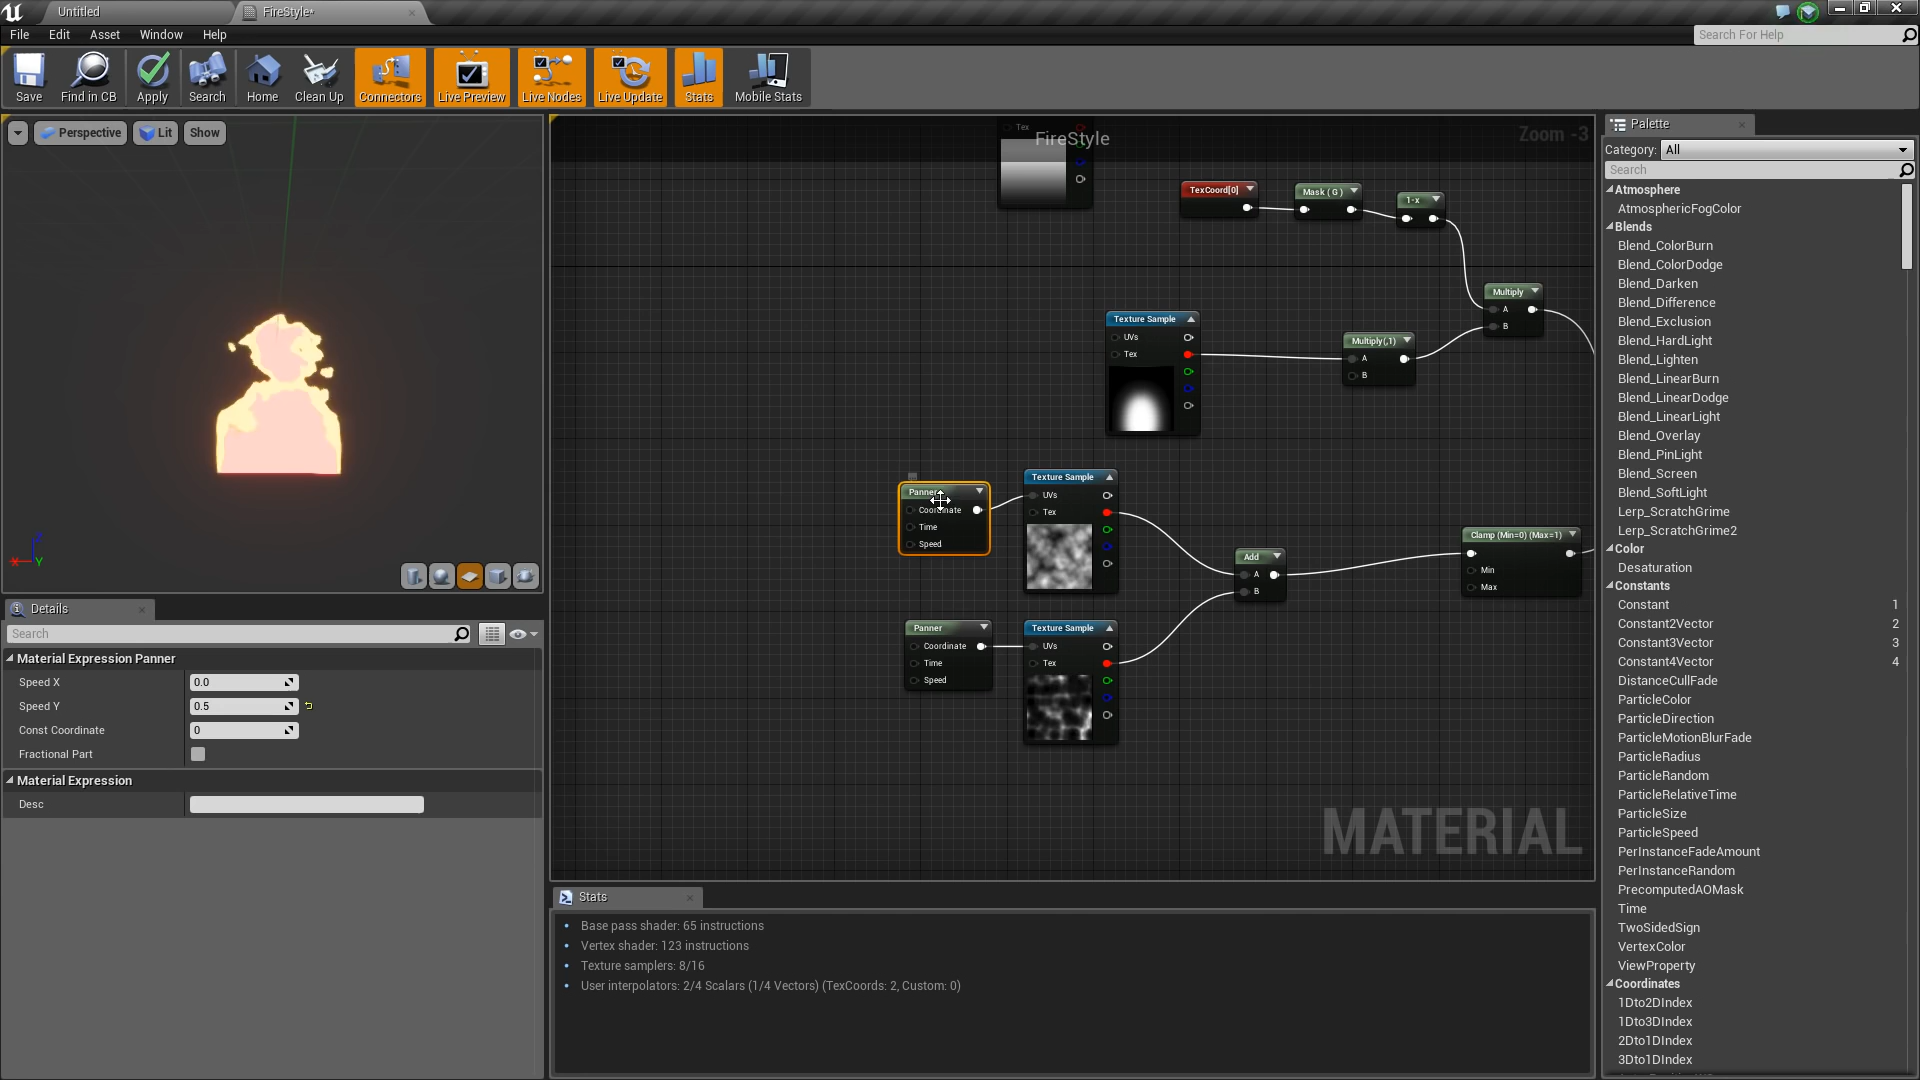 Untitled
FireStyle*
File Edit Asset Window Help
Search For Help
Save Find in CB Apply Search Home Clean Up Connectors Live Preview Live Nodes Live Update Stats Mobile Stats
Perspective Lit Show
Z
X
Y
Details
Search
Material Expression Panner
Speed X 0.0
Speed Y 0.5
Const Coordinate 0
Fractional Part
Material Expression
Desc
FireStyle
Zoom -3
Tex
TexCoord[0]
Mask ( G )
1-x
Multiply
A
B
Texture Sample
UVs
Tex
Multiply(,1)
A
B
Panner
Coordinate
Time
Speed
Texture Sample
UVs
Tex
Add
A
B
Clamp (Min=0) (Max=1)
Min
Max
Panner
Coordinate
Time
Speed
Texture Sample
UVs
Tex
MATERIAL
Stats
Base pass shader: 65 instructions
Vertex shader: 123 instructions
Texture samplers: 8/16
User interpolators: 2/4 Scalars (1/4 Vectors) (TexCoords: 2, Custom: 0)
Palette
Category: All
Search
Atmosphere
AtmosphericFogColor
Blends
Blend_ColorBurn
Blend_ColorDodge
Blend_Darken
Blend_Difference
Blend_Exclusion
Blend_HardLight
Blend_Lighten
Blend_LinearBurn
Blend_LinearDodge
Blend_LinearLight
Blend_Overlay
Blend_PinLight
Blend_Screen
Blend_SoftLight
Lerp_ScratchGrime
Lerp_ScratchGrime2
Color
Desaturation
Constants
Constant 1
Constant2Vector 2
Constant3Vector 3
Constant4Vector 4
DistanceCullFade
ParticleColor
ParticleDirection
ParticleMotionBlurFade
ParticleRadius
ParticleRandom
ParticleRelativeTime
ParticleSize
ParticleSpeed
PerInstanceFadeAmount
PerInstanceRandom
PrecomputedAOMask
Time
TwoSidedSign
VertexColor
ViewProperty
Coordinates
1Dto2DIndex
1Dto3DIndex
2Dto1DIndex
3Dto1DIndex